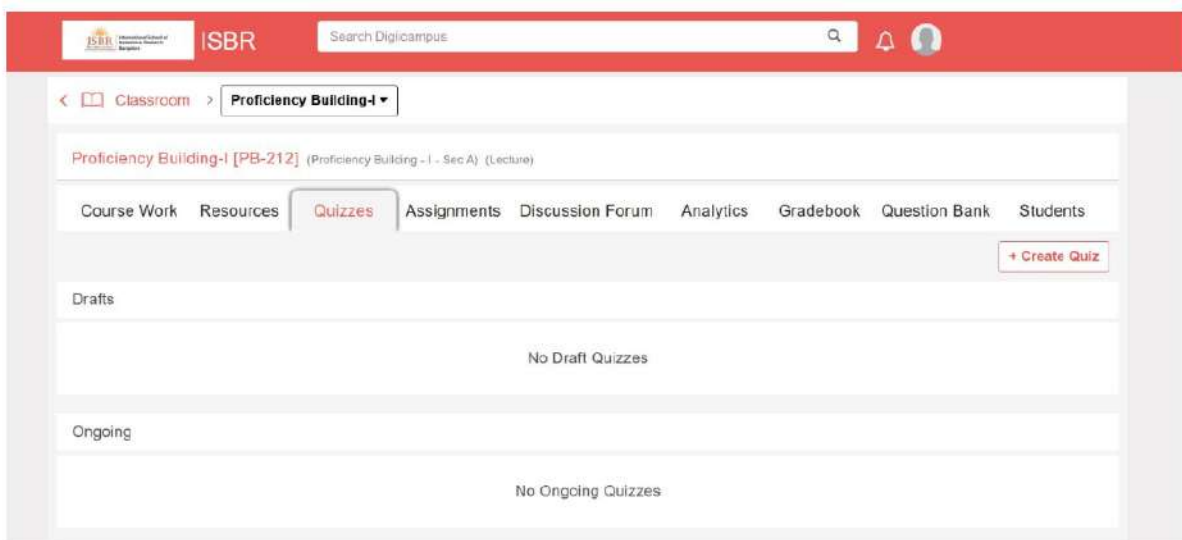 ISBR
ISBR
Search Digicampus
Classroom > Proficiency Building-I
Proficiency Building-I [PB-212] (Proficiency Building - I - Sec A) (Lecture)
Course Work Resources Quizzes Assignments Discussion Forum Analytics Gradebook Question Bank Students
+ Create Quiz
Drafts
No Draft Quizzes
Ongoing
No Ongoing Quizzes